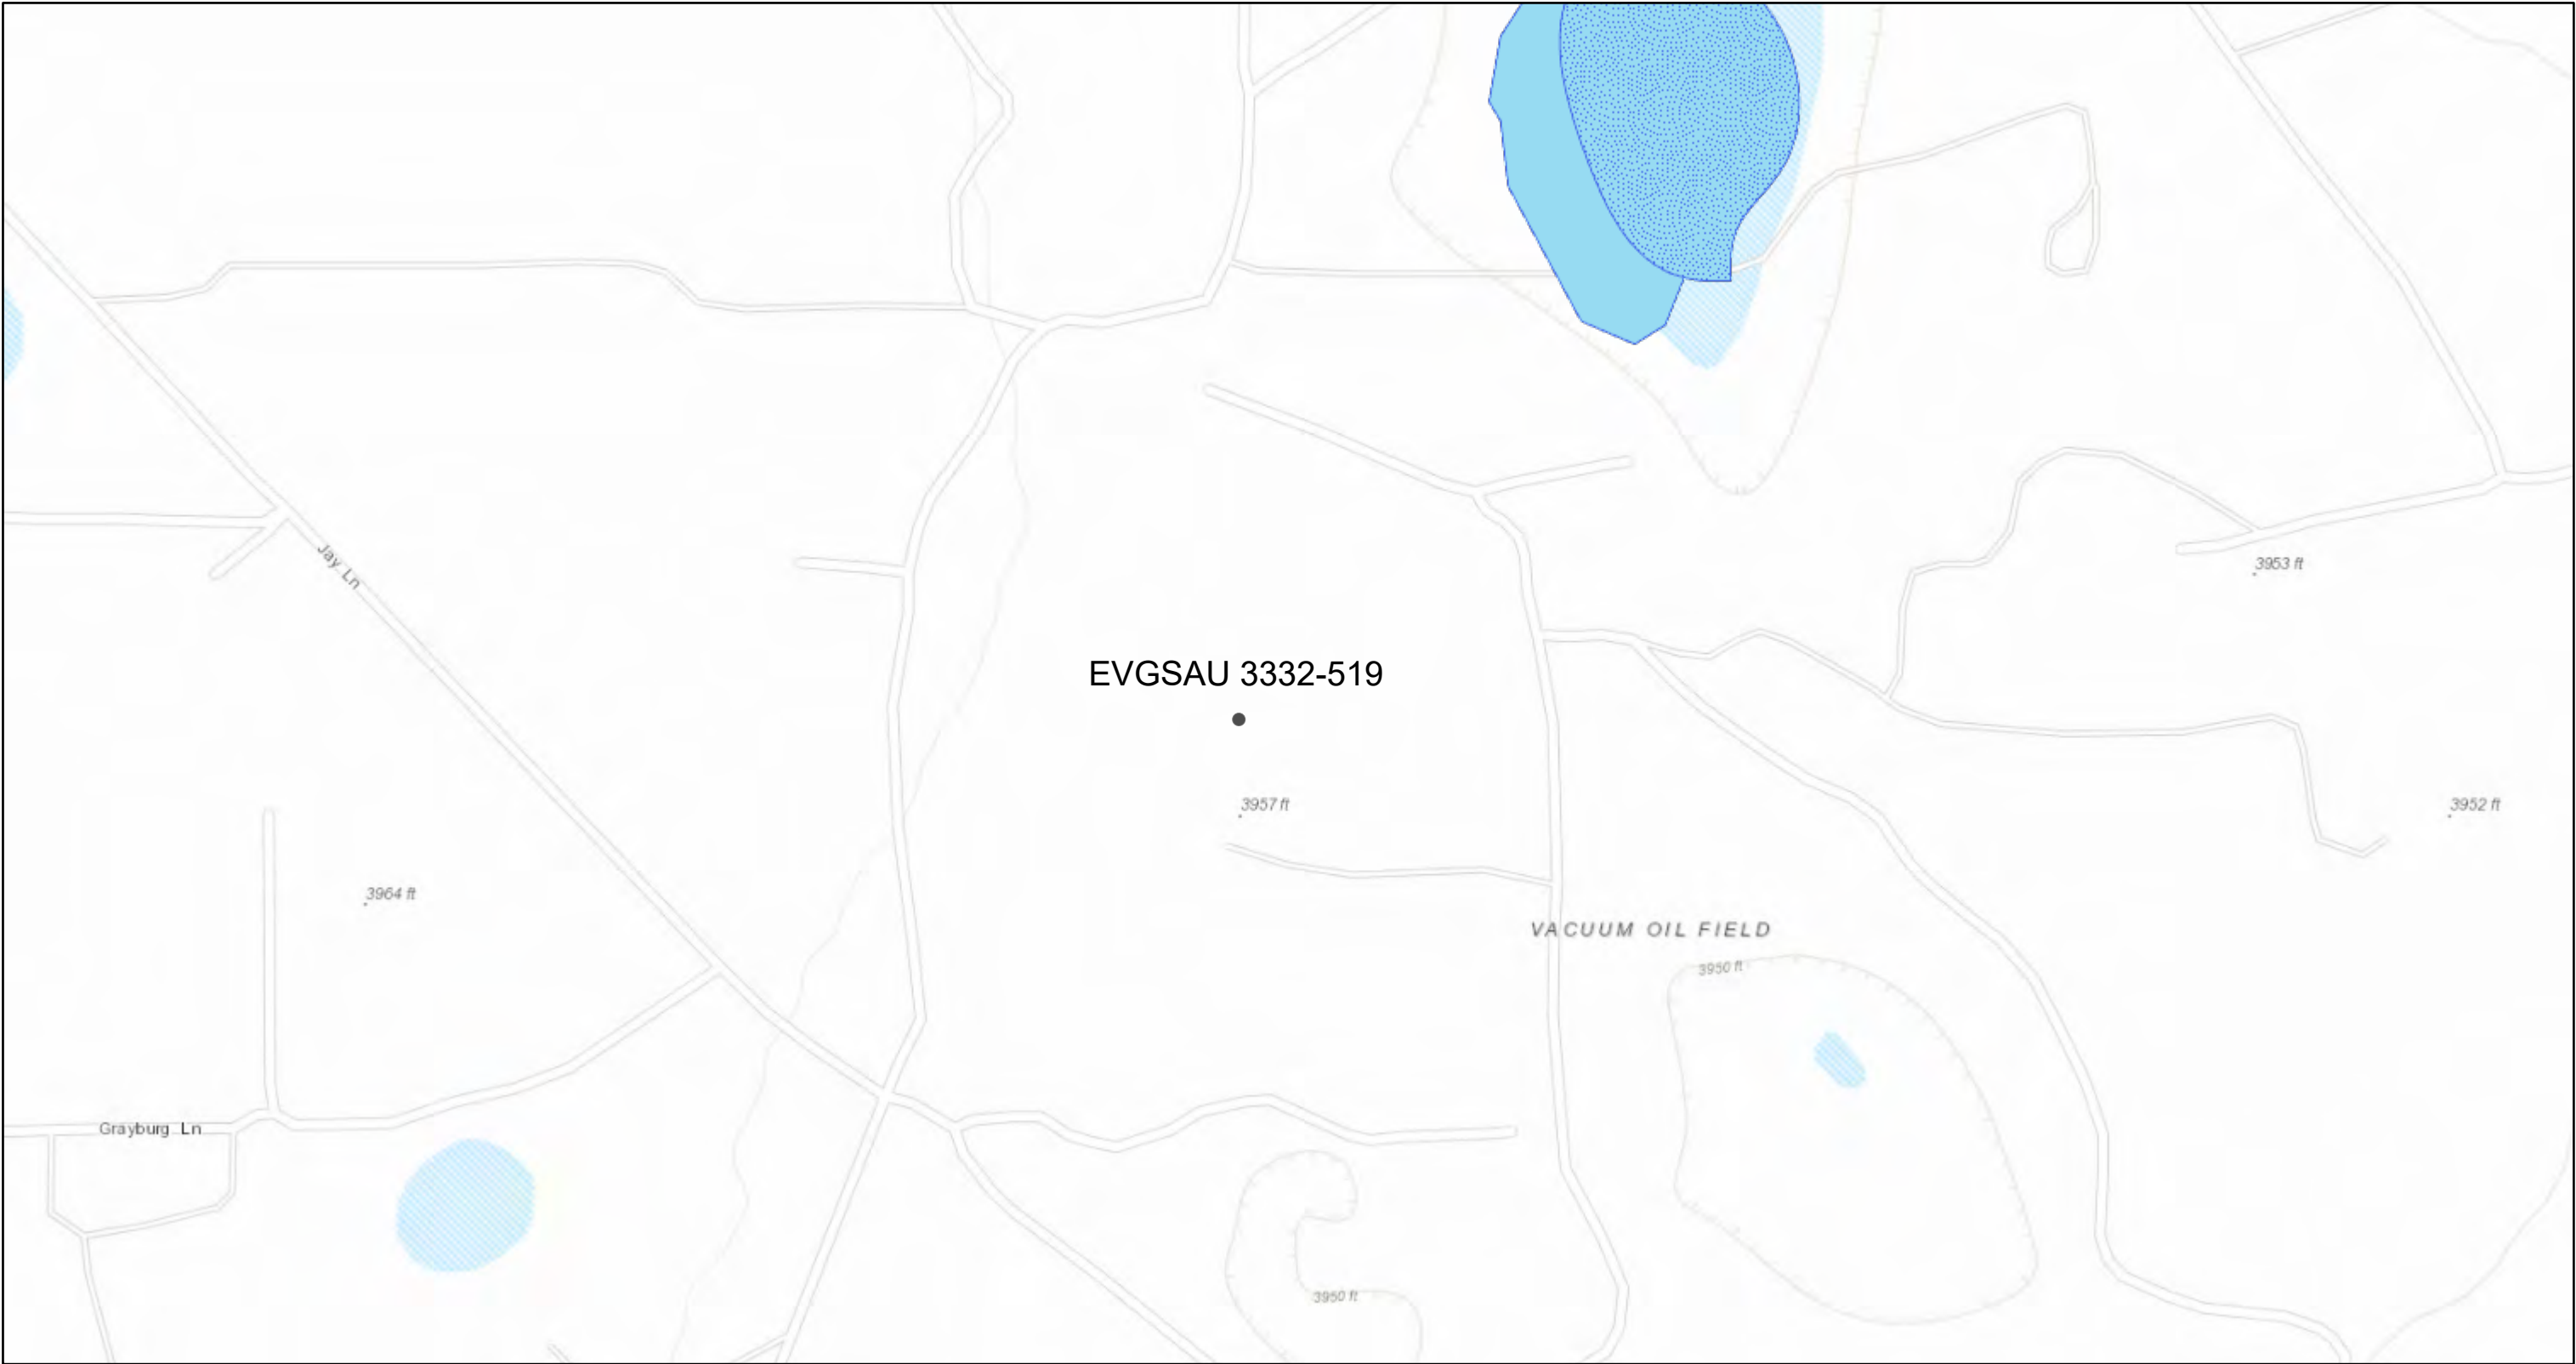 Jay Ln
3953 ft
EVGSAU 3332-519
3957 ft
3952 ft
3964 ft
VACUUM OIL FIELD
3950 ft
Grayburg Ln
3950 ft